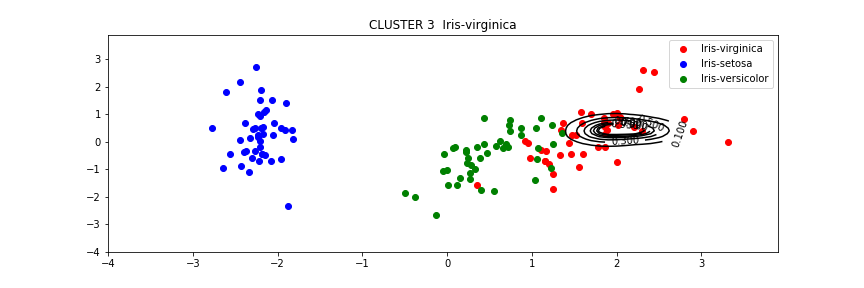 CLUSTER 3 Iris-virginica
Iris-virginica
Iris-setosa
Iris-versicolor
3
2
1
0
−1
−2
−3
−4
0.100
0.300
−4 −3 −2 −1 0 1 2 3